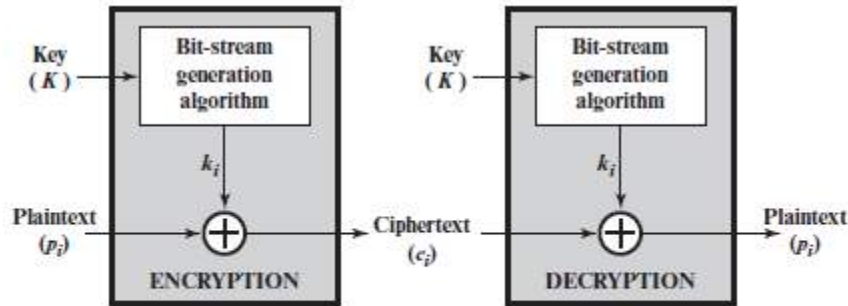 Key
(K)
Bit-stream
generation
algorithm
k_i
Plaintext
(p_i)
ENCRYPTION
Ciphertext
(c_i)
Key
(K)
Bit-stream
generation
algorithm
k_i
DECRYPTION
Plaintext
(p_i)